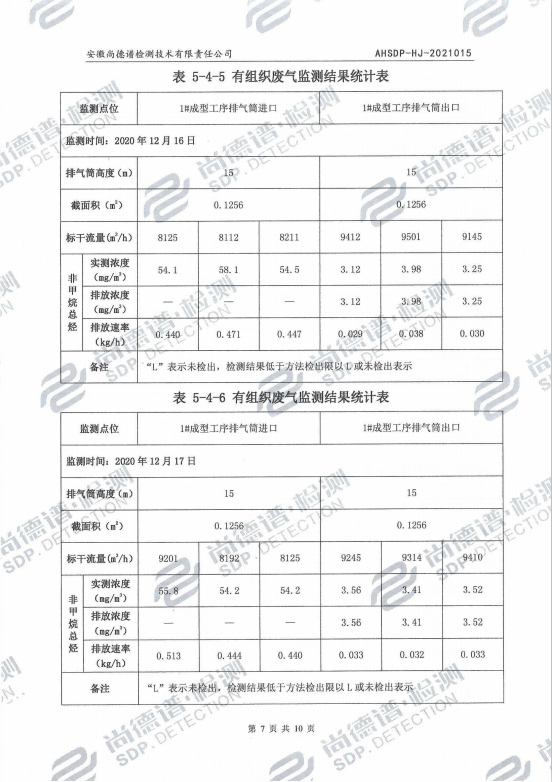 安徽尚德谱检测技术有限责任公司 AHSDP-HJ-2021015
表 5-4-5 有组织废气监测结果统计表
监测点位 1#成型工序排气筒进口 1#成型工序排气筒出口
监测时间：2020 年 12 月 16 日
排气筒高度（m） 15 15
截面积（m²） 0.1256 0.1256
标干流量（m³/h） 8125 8112 8211 9412 9501 9145
非甲烷总烃 实测浓度（mg/m³） 54.1 58.1 54.5 3.12 3.98 3.25
排放浓度（mg/m³） — — — 3.12 3.98 3.25
排放速率（kg/h） 0.440 0.471 0.447 0.029 0.038 0.030
备注 “L”表示未检出，检测结果低于方法检出限以 L 或未检出表示
表 5-4-6 有组织废气监测结果统计表
监测点位 1#成型工序排气筒进口 1#成型工序排气筒出口
监测时间：2020 年 12 月 17 日
排气筒高度（m） 15 15
截面积（m²） 0.1256 0.1256
标干流量（m³/h） 9201 8192 8125 9245 9314 9410
非甲烷总烃 实测浓度（mg/m³） 55.8 54.2 54.2 3.56 3.41 3.52
排放浓度（mg/m³） — — — 3.56 3.41 3.52
排放速率（kg/h） 0.513 0.444 0.440 0.033 0.032 0.033
备注 “L”表示未检出，检测结果低于方法检出限以 L 或未检出表示
第 7 页 共 10 页
尚德谱·检测
SDP.DETECTION